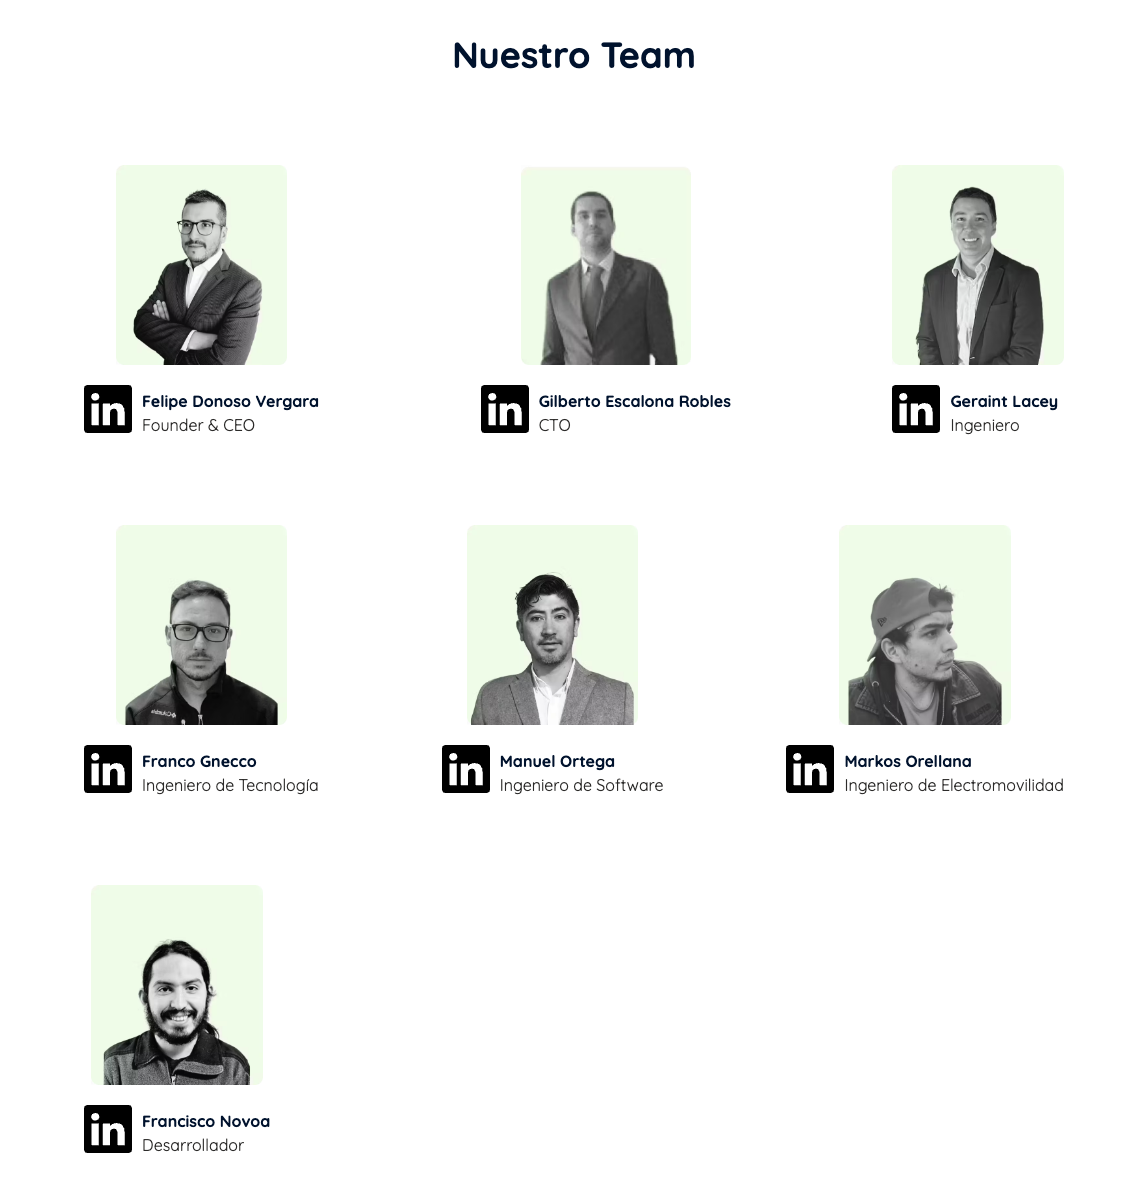 Nuestro Team
in Felipe Donoso Vergara
Founder & CEO
in Gilberto Escalona Robles
CTO
in Geraint Lacey
Ingeniero
in Franco Gnecco
Ingeniero de Tecnología
in Manuel Ortega
Ingeniero de Software
in Markos Orellana
Ingeniero de Electromovilidad
in Francisco Novoa
Desarrollador